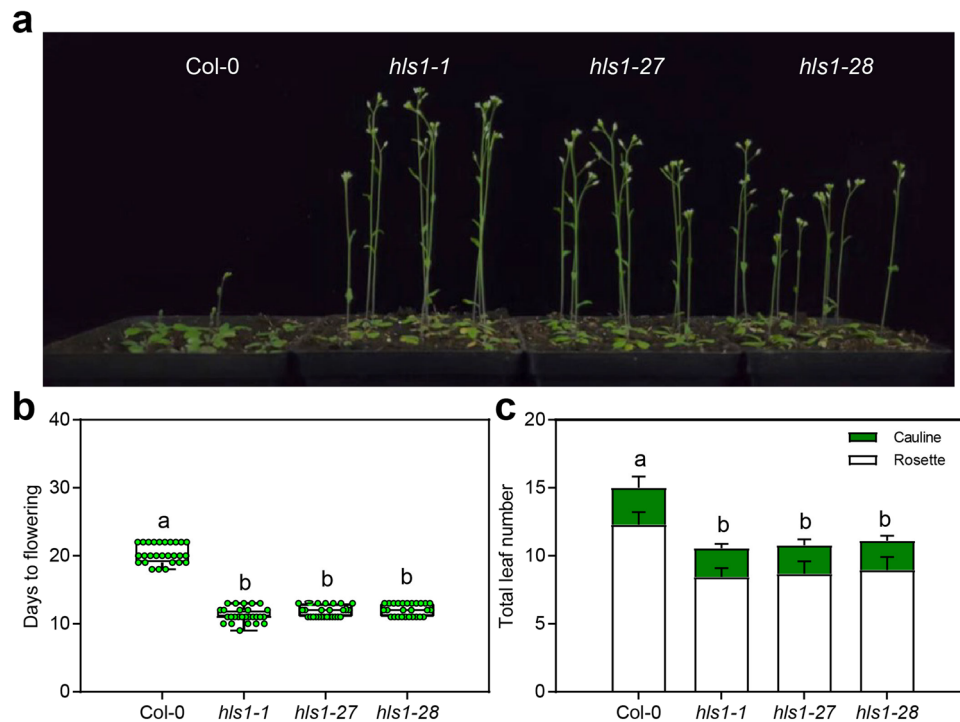 a
Col-0 hls1-1 hls1-27 hls1-28
b
40
30
20
10
0
Days to flowering
a
b
b
b
Col-0 hls1-1 hls1-27 hls1-28
c
20
15
10
5
0
Total leaf number
Cauline
Rosette
a
b
b
b
Col-0 hls1-1 hls1-27 hls1-28